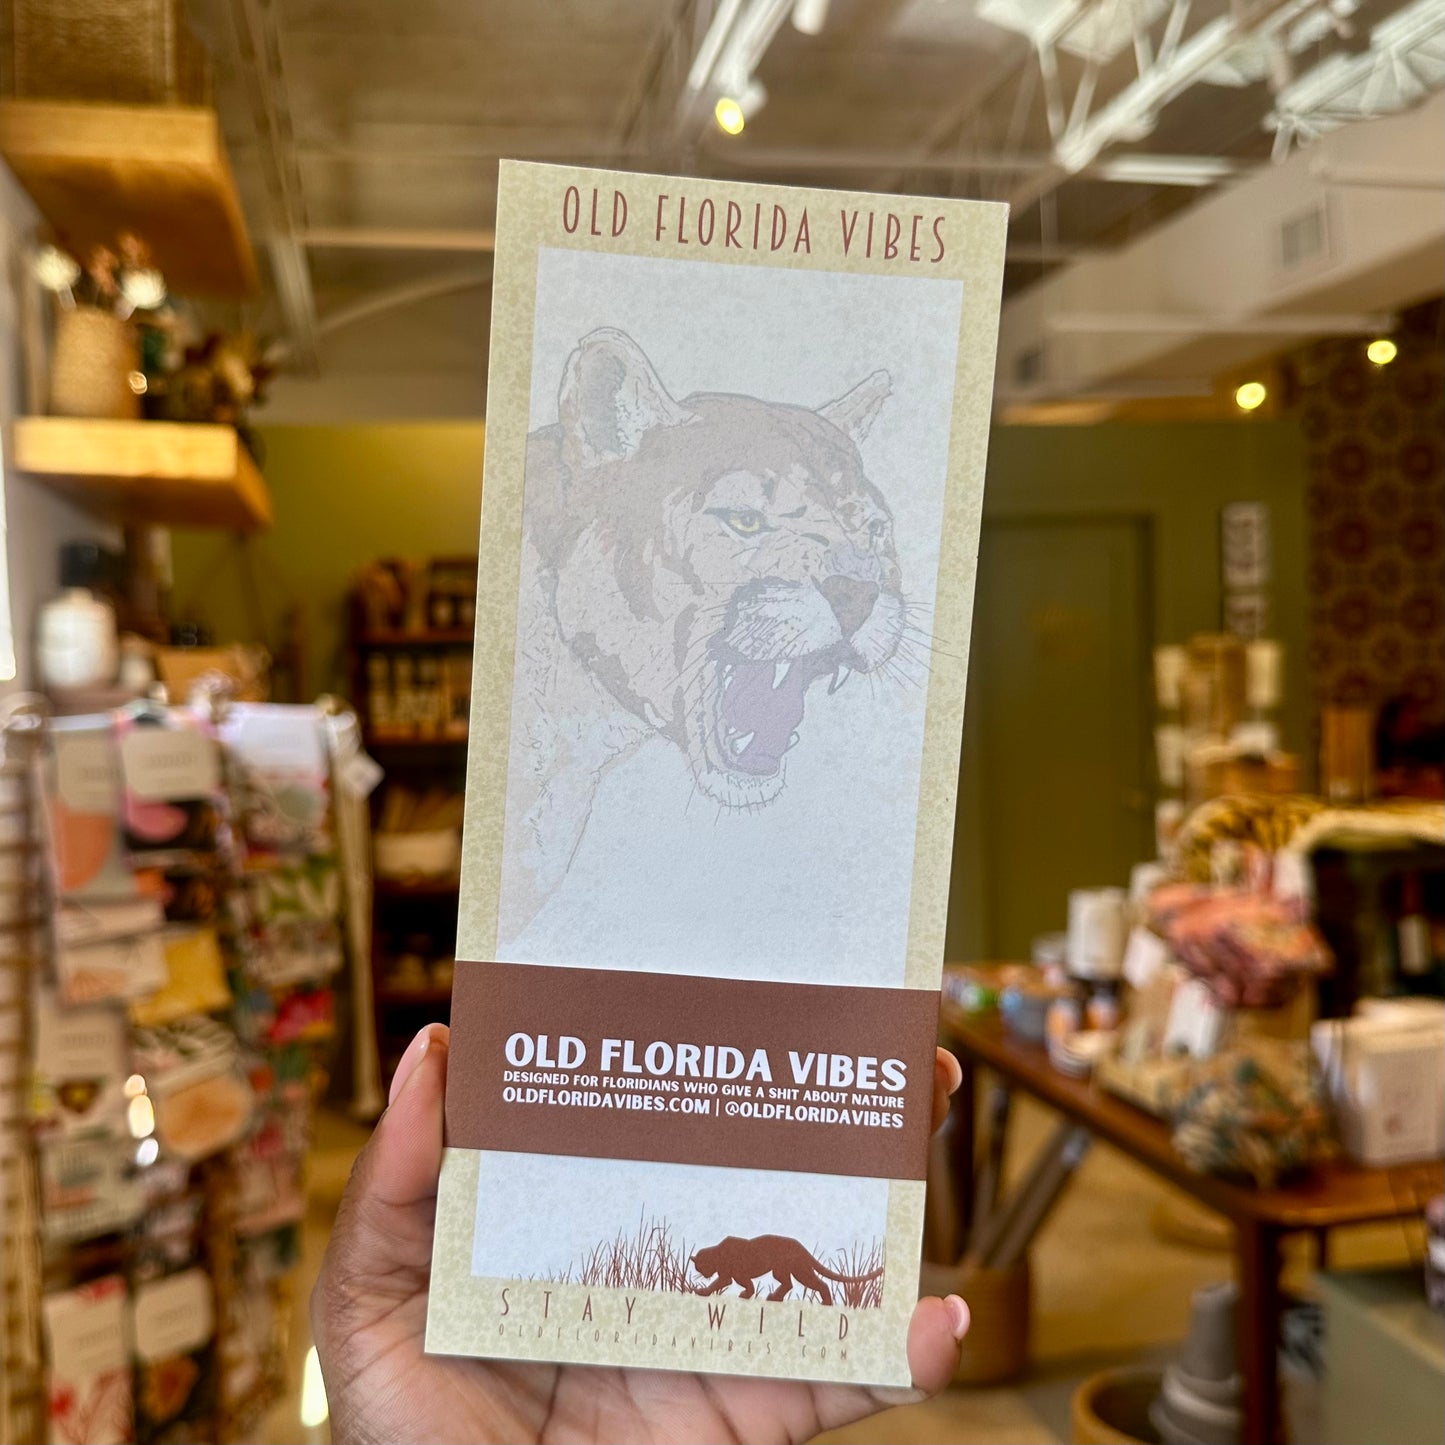 OLD FLORIDA VIBES
OLD FLORIDA VIBES
DESIGNED FOR FLORIDIANS WHO GIVE A SHIT ABOUT NATURE
OLDFLORIDAVIBES.COM | @OLDFLORIDAVIBES
STAY WILD
OLDFLORIDAVIBES.COM